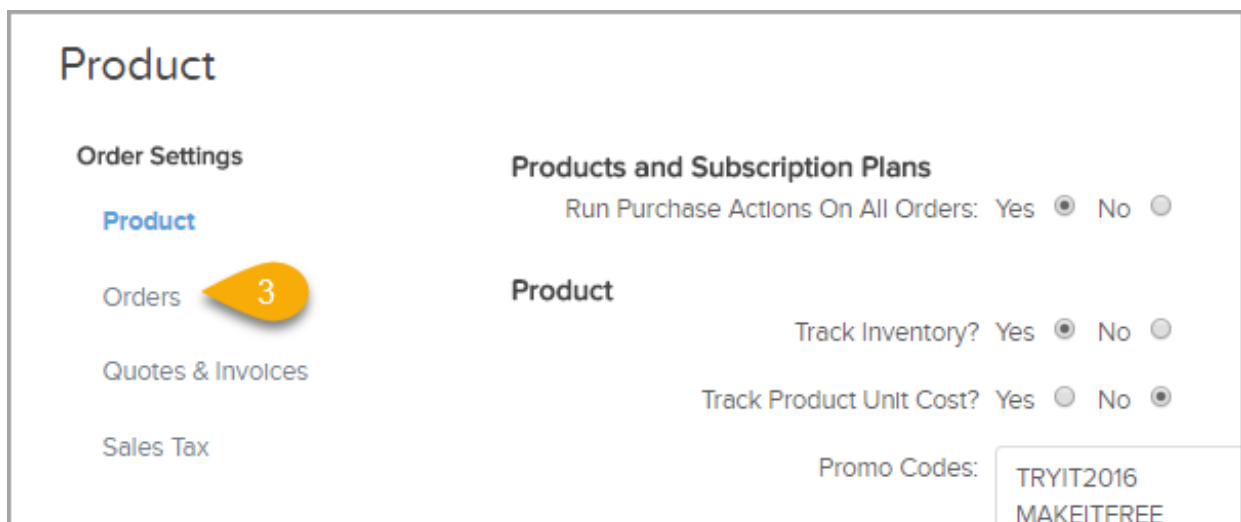 Product
Order Settings
Product
Orders 3
Quotes & Invoices
Sales Tax
Products and Subscription Plans
Run Purchase Actions On All Orders: Yes No
Product
Track Inventory? Yes No
Track Product Unit Cost? Yes No
Promo Codes: TRYIT2016
MAKEITFREE